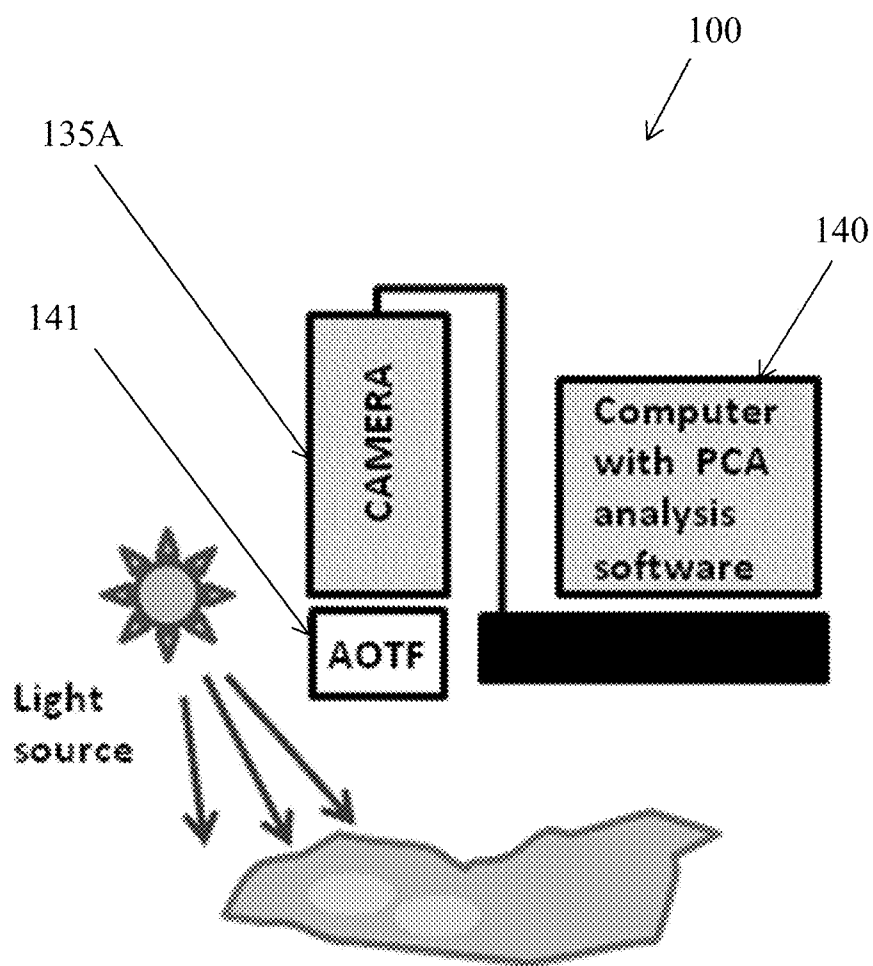 100
135A
140
141
CAMERA
Computer
with PCA
analysis
software
AOTF
Light
source